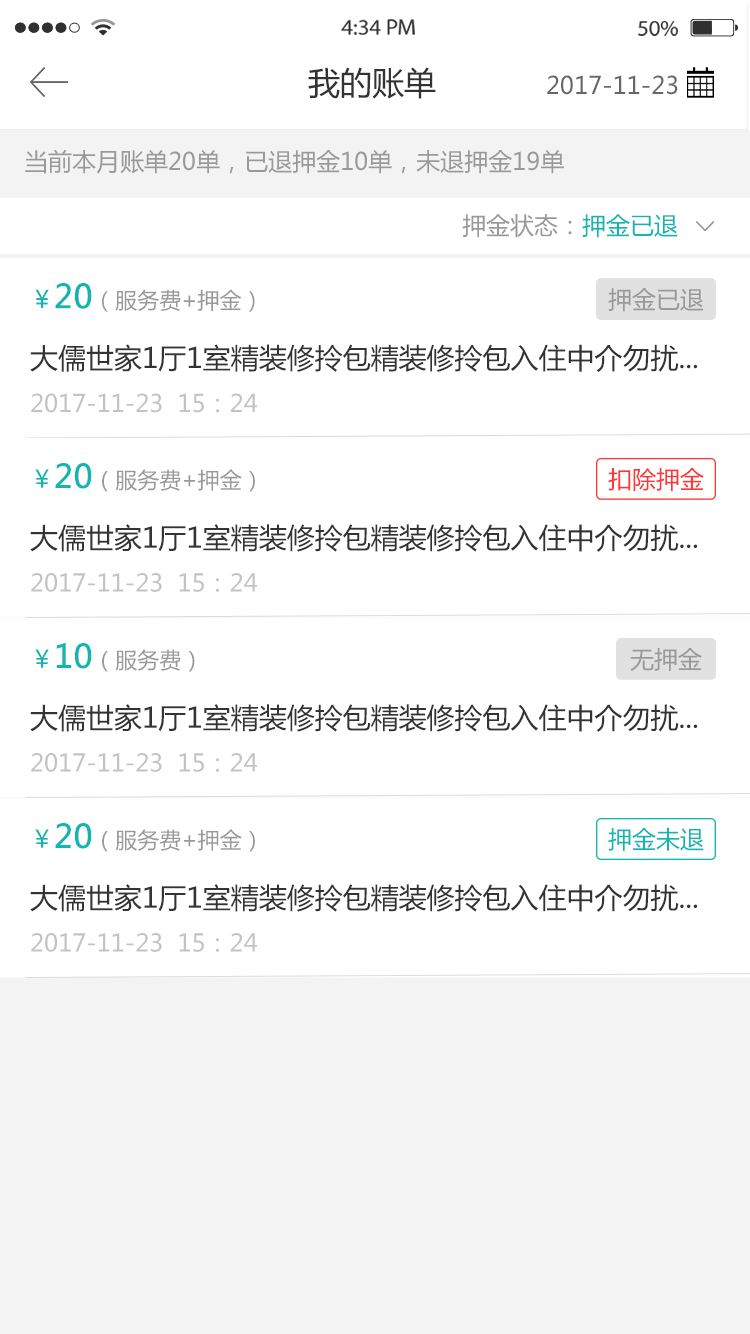 4:34 PM 50%
我的账单 2017-11-23
当前本月账单20单，已退押金10单，未退押金19单
押金状态：押金已退
¥20（服务费+押金） 押金已退
大儒世家1厅1室精装修拎包精装修拎包入住中介勿扰...
2017-11-23 15：24
¥20（服务费+押金） 扣除押金
大儒世家1厅1室精装修拎包精装修拎包入住中介勿扰...
2017-11-23 15：24
¥10（服务费） 无押金
大儒世家1厅1室精装修拎包精装修拎包入住中介勿扰...
2017-11-23 15：24
¥20（服务费+押金） 押金未退
大儒世家1厅1室精装修拎包精装修拎包入住中介勿扰...
2017-11-23 15：24